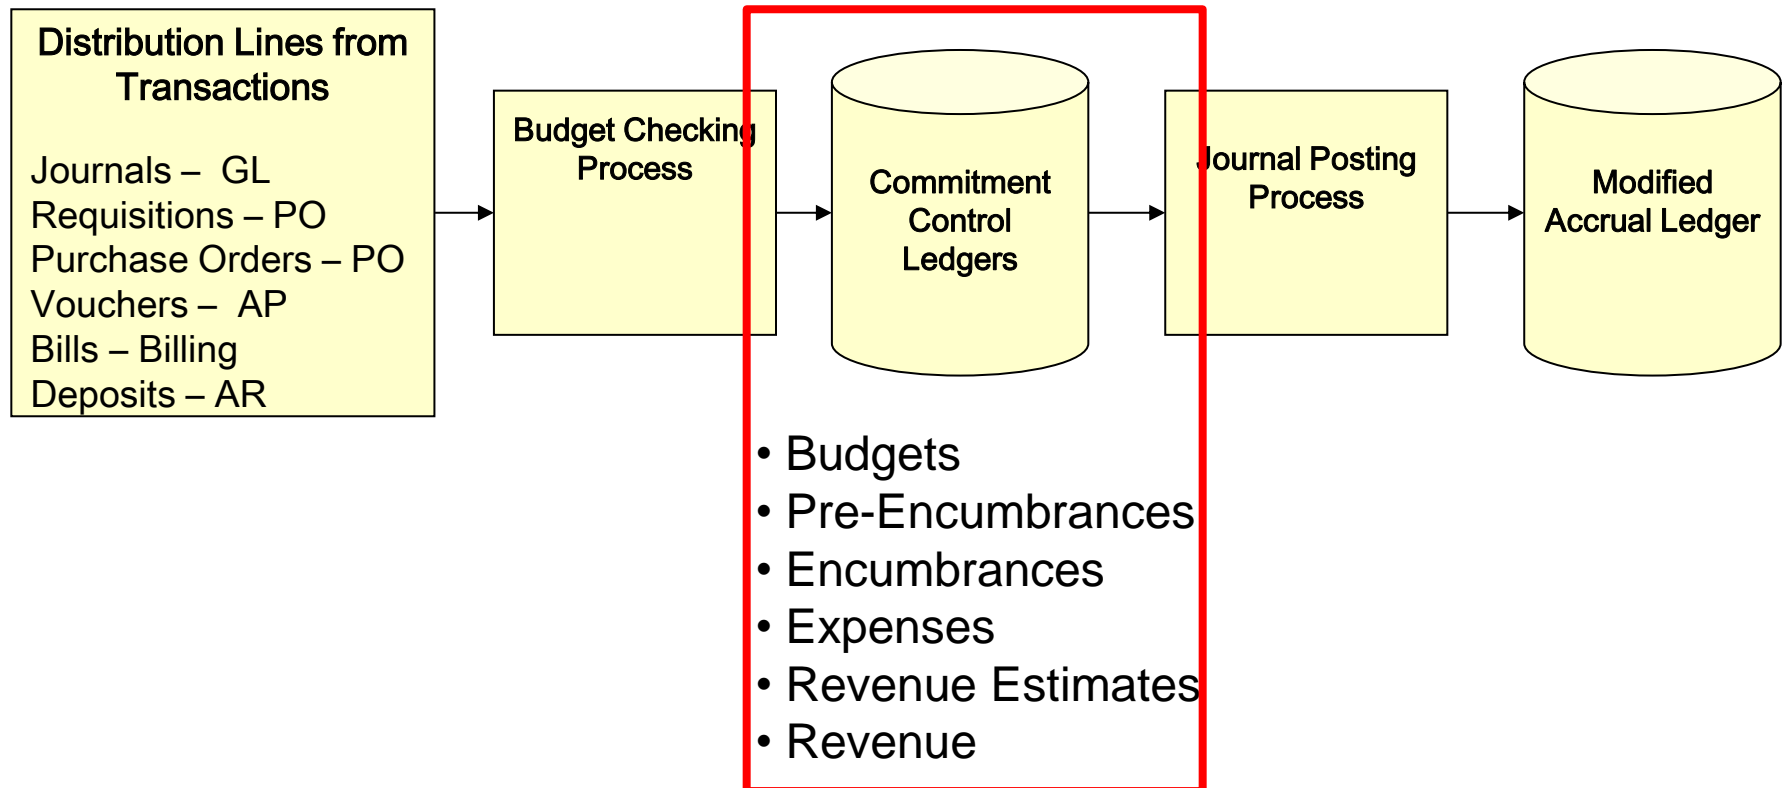 Distribution Lines from
Transactions
Journals –  GL
Requisitions – PO
Purchase Orders – PO
Vouchers –  AP
Bills – Billing
Deposits – AR
Budget Checking
Process
Commitment
Control
Ledgers
Journal Posting
Process
Modified
Accrual Ledger
• Budgets
• Pre-Encumbrances
• Encumbrances
• Expenses
• Revenue Estimates
• Revenue